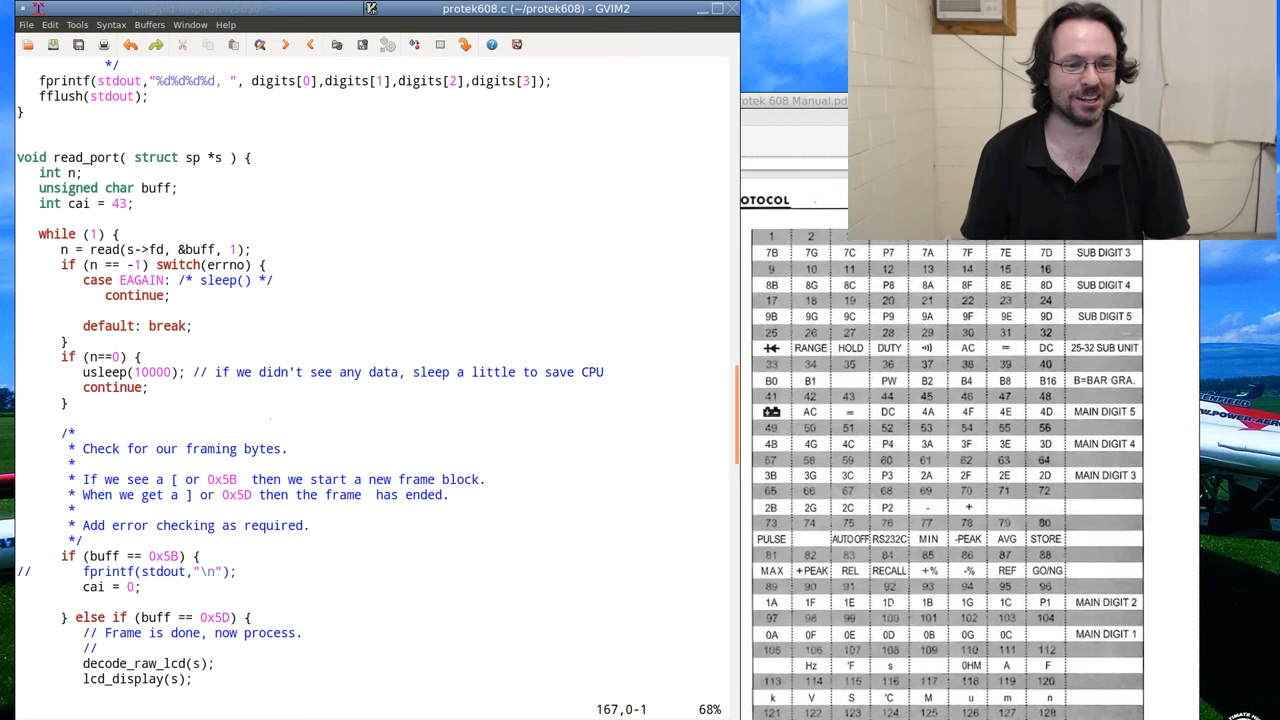 protek608.c (~/protek608) - GVIM2
File Edit Tools Syntax Buffers Window Help
*/
fprintf(stdout,"%d%d%d%d, ", digits[0],digits[1],digits[2],digits[3]);
fflush(stdout);
}
void read_port( struct sp *s ) {
int n;
unsigned char buff;
int cai = 43;
while (1) {
n = read(s->fd, &buff, 1);
if (n == -1) switch(errno) {
case EAGAIN: /* sleep() */
continue;
default: break;
}
if (n==0) {
usleep(10000); // if we didn't see any data, sleep a little to save CPU
continue;
}
/*
* Check for our framing bytes.
*
* If we see a [ or 0x5B  then we start a new frame block.
* When we get a ] or 0x5D then the frame  has ended.
*
* Add error checking as required.
*/
if (buff == 0x5B) {
// fprintf(stdout,"\n");
cai = 0;
} else if (buff == 0x5D) {
// Frame is done, now process.
//
decode_raw_lcd(s);
lcd_display(s);
167,0-1 68%
otek 608 Manual.pd
OTOCOL
1 2
7B 7G 7C P7 7A 7F 7E 7D SUB DIGIT 3
9 10 11 12 13 14 15 16
8B 8G 8C P8 8A 8F 8E 8D SUB DIGIT 4
17 18 19 20 21 22 23 24
9B 9G 9C P9 9A 9F 9E 9D SUB DIGIT 5
25 26 27 28 29 30 31 32
RANGE HOLD DUTY AC = DC 25-32 SUB UNIT
33 34 35 36 37 38 39 40
B0 B1 PW B2 B4 B8 B16 B=BAR GRA.
41 42 43 44 45 46 47 48
AC = DC 4A 4F 4E 4D MAIN DIGIT 5
49 50 51 52 53 54 55 56
4B 4G 4C P4 3A 3F 3E 3D MAIN DIGIT 4
57 58 59 60 61 62 63 64
3B 3G 3C P3 2A 2F 2E 2D MAIN DIGIT 3
65 66 67 68 69 70 71 72
2B 2G 2C P2 - +
73 74 75 76 77 78 79 80
PULSE AUTO OFF RS232C MIN -PEAK AVG STORE
81 82 83 84 85 86 87 88
MAX +PEAK REL RECALL +% -% REF GO/NG
89 90 91 92 93 94 95 96
1A 1F 1E 1D 1B 1G 1C P1 MAIN DIGIT 2
97 98 99 100 101 102 103 104
0A 0F 0E 0D 0B 0G 0C MAIN DIGIT 1
105 106 107 108 109 110 111 112
Hz 'F s 0HM A F
113 114 115 116 117 118 119 120
k V S 'C M u m n
121 122 123 124 125 126 127 128